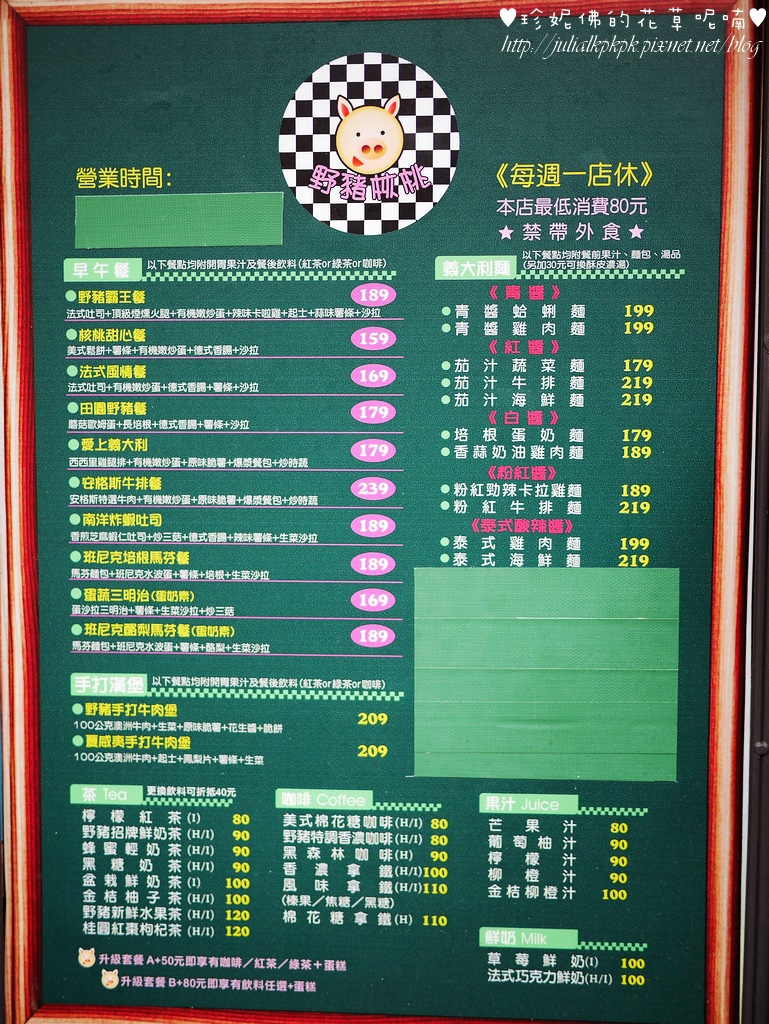 ♥珍妮佛的花草呢喃♥
http://julialkpkpk.pixnet.net/blog
野豬核桃
營業時間：
《每週一店休》
本店最低消費80元
★禁帶外食★
早午餐 以下餐點均附開胃果汁及餐後飲料(紅茶or綠茶or咖啡)
野豬霸王餐 189
法式吐司+頂級煙燻火腿+有機嫩炒蛋+辣味卡啦雞+起士+蒜味薯條+沙拉
核桃甜心餐 159
美式鬆餅+薯條+有機嫩炒蛋+德式香腸+沙拉
法式風情餐 169
法式吐司+有機嫩炒蛋+德式香腸+薯條+沙拉
田園野豬餐 179
蘑菇歐姆蛋+長培根+德式香腸+薯條+沙拉
愛上義大利 179
西西里雞腿排+有機嫩炒蛋+原味脆薯+爆漿餐包+炒時蔬
安格斯牛排餐 239
安格斯特選牛肉+有機嫩炒蛋+原味脆薯+爆漿餐包+炒時蔬
南洋炸蝦吐司 189
香煎芝麻蝦仁吐司+炒三菇+德式香腸+辣味薯條+生菜沙拉
班尼克培根馬芬餐 189
馬芬麵包+班尼克水波蛋+薯條+培根+生菜沙拉
蛋蔬三明治(蛋奶素) 169
蛋沙拉三明治+薯條+生菜沙拉+炒三菇
班尼克酪梨馬芬餐(蛋奶素) 189
馬芬麵包+班尼克水波蛋+薯條+酪梨+生菜沙拉
手打漢堡 以下餐點均附開胃果汁及餐後飲料(紅茶or綠茶or咖啡)
野豬手打牛肉堡 209
100公克澳洲牛肉+生菜+原味脆薯+花生醬+脆餅
夏威夷手打牛肉堡 209
100公克澳洲牛肉+起士+鳳梨片+薯條+生菜
義大利麵 以下餐點均附餐前果汁、麵包、湯品
(另加30元可換酥皮濃湯)
《青醬》
青醬蛤蜊麵 199
青醬雞肉麵 199
《紅醬》
茄汁蔬菜麵 179
茄汁牛排麵 219
茄汁海鮮麵 219
《白醬》
培根蛋奶麵 179
香蒜奶油雞肉麵 189
《粉紅醬》
粉紅勁辣卡拉雞麵 189
粉紅牛排麵 219
《泰式酸辣醬》
泰式雞肉麵 199
泰式海鮮麵 219
茶 Tea 更換飲料可折抵40元
檸檬紅茶(I) 80
野豬招牌鮮奶茶(H/I) 90
蜂蜜輕奶茶(H/I) 90
黑糖奶茶(H/I) 90
盆栽鮮奶茶(I) 100
金桔柚子茶(H/I) 100
野豬新鮮水果茶(H/I) 120
桂圓紅棗枸杞茶(H/I) 120
咖啡 Coffee
美式棉花糖咖啡(H/I) 80
野豬特調香濃咖啡(H/I) 80
黑森林咖啡(H) 90
香濃拿鐵(H/I) 100
風味拿鐵(H/I) 110
(榛果／焦糖／黑糖)
棉花糖拿鐵(H) 110
果汁 Juice
芒果汁 80
葡萄柚汁 90
檸檬汁 90
柳橙汁 90
金桔柳橙汁 100
鮮奶 Milk
草莓鮮奶(I) 100
法式巧克力鮮奶(H/I) 100
升級套餐 A+50元即享有咖啡／紅茶／綠茶＋蛋糕
升級套餐 B+80元即享有飲料任選+蛋糕